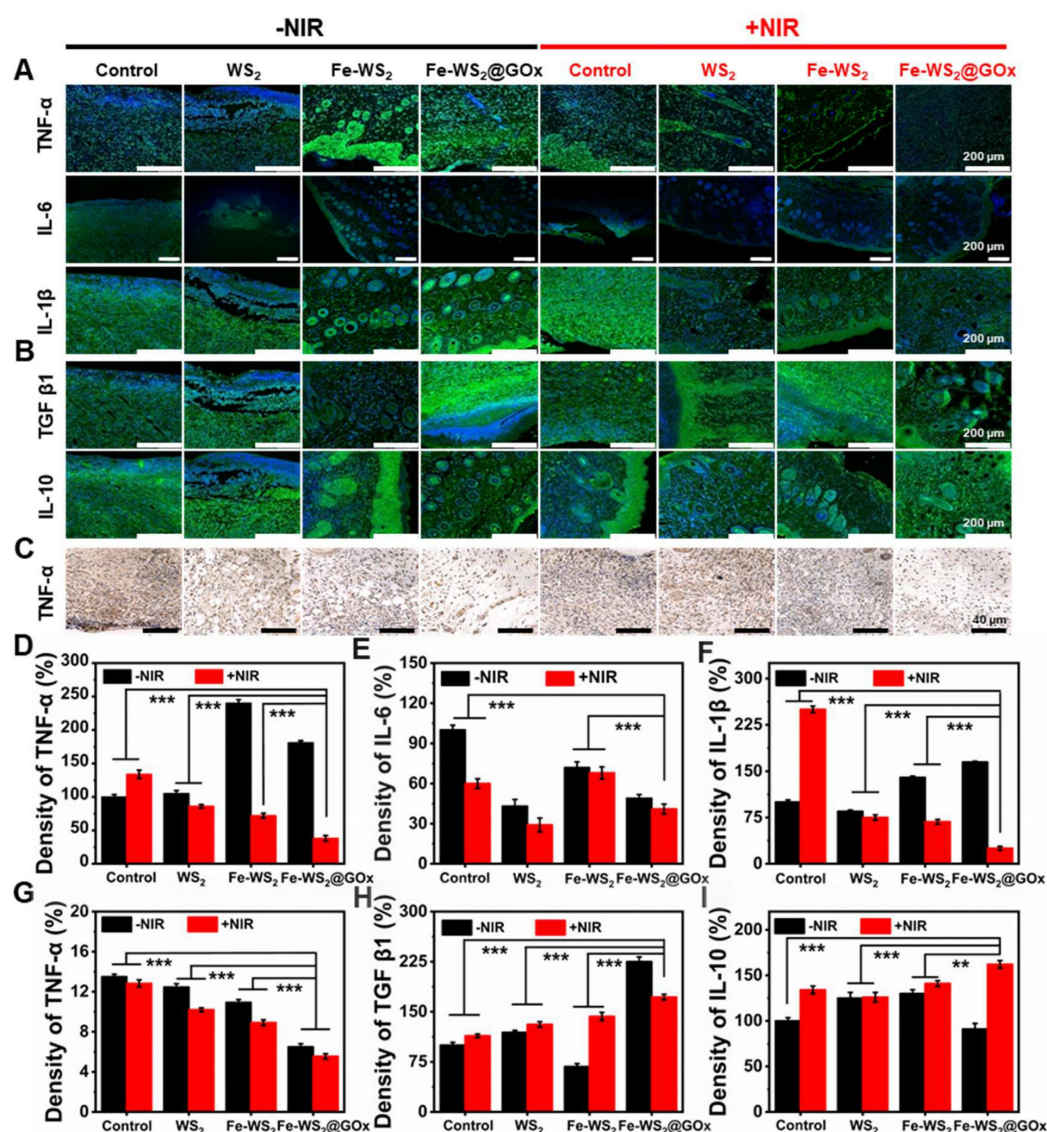 -NIR +NIR
A Control WS₂ Fe-WS₂ Fe-WS₂@GOx Control WS₂ Fe-WS₂ Fe-WS₂@GOx
TNF-α 200 μm
IL-6 200 μm
IL-1β 200 μm
B
TGF β1 200 μm
IL-10 200 μm
C
TNF-α 40 μm
D E F
Density of TNF-α (%)
300
250
200
150
100
50
0
-NIR +NIR
*** *** ***
Control WS₂ Fe-WS₂ Fe-WS₂@GOx
Density of IL-6 (%)
150
120
90
60
30
0
-NIR +NIR
*** ***
Control WS₂ Fe-WS₂ Fe-WS₂@GOx
Density of IL-1β (%)
300
225
150
75
0
-NIR +NIR
*** *** ***
Control WS₂ Fe-WS₂ Fe-WS₂@GOx
G H I
Density of TNF-α (%)
20
16
12
8
4
0
-NIR +NIR
*** *** ***
Control WS₂ Fe-WS₂ Fe-WS₂@GOx
Density of TGF β1 (%)
300
225
150
75
0
-NIR +NIR
*** *** ***
Control WS₂ Fe-WS₂ Fe-WS₂@GOx
Density of IL-10 (%)
200
150
100
50
0
-NIR +NIR
*** *** **
Control WS₂ Fe-WS₂ Fe-WS₂@GOx